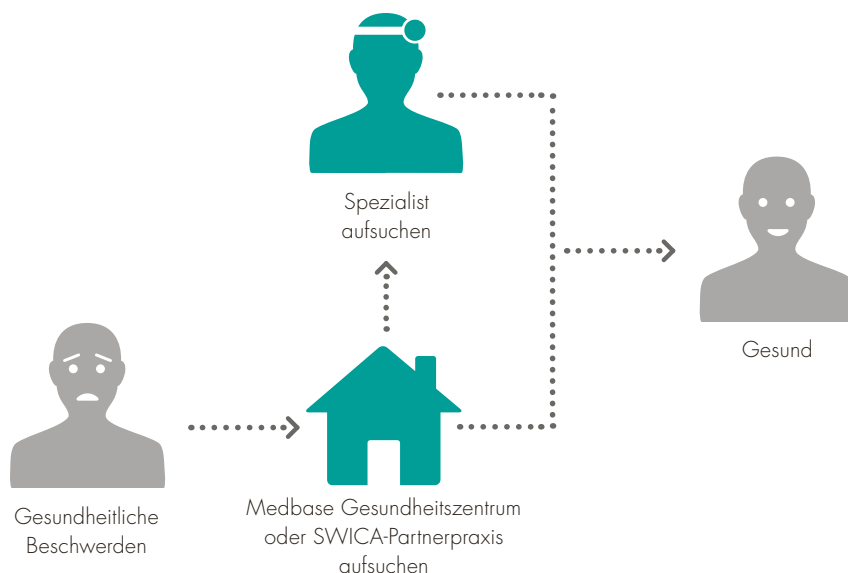 Spezialist
aufsuchen
Gesund
Gesundheitliche
Beschwerden
Medbase Gesundheitszentrum
oder SWICA-Partnerpraxis
aufsuchen